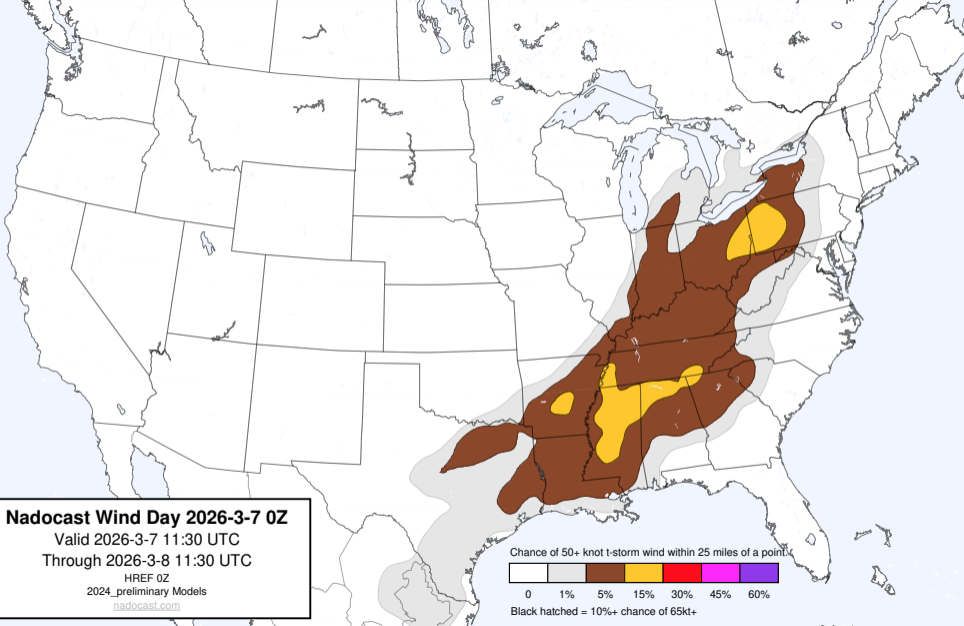 Nadocast Wind Day 2026-3-7 0Z
Valid 2026-3-7 11:30 UTC
Through 2026-3-8 11:30 UTC
HREF 0Z
2024_preliminary Models
nadocast.com
Chance of 50+ knot t-storm wind within 25 miles of a point.
0 1% 5% 15% 30% 45% 60%
Black hatched = 10%+ chance of 65kt+